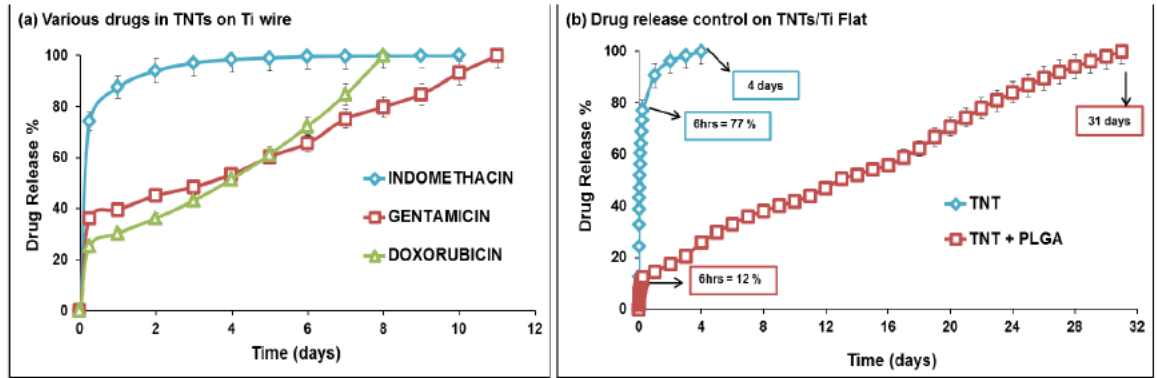 (a) Various drugs in TNTs on Ti wire
Drug Release %
120
100
80
60
40
20
0
INDOMETHACIN
GENTAMICIN
DOXORUBICIN
0
2
4
6
8
10
12
Time (days)
(b) Drug release control on TNTs/Ti Flat
Drug Release %
100
80
60
40
20
0
4 days
6hrs = 77 %
31 days
TNT
TNT + PLGA
6hrs = 12 %
0
4
8
12
16
20
24
28
32
Time (days)